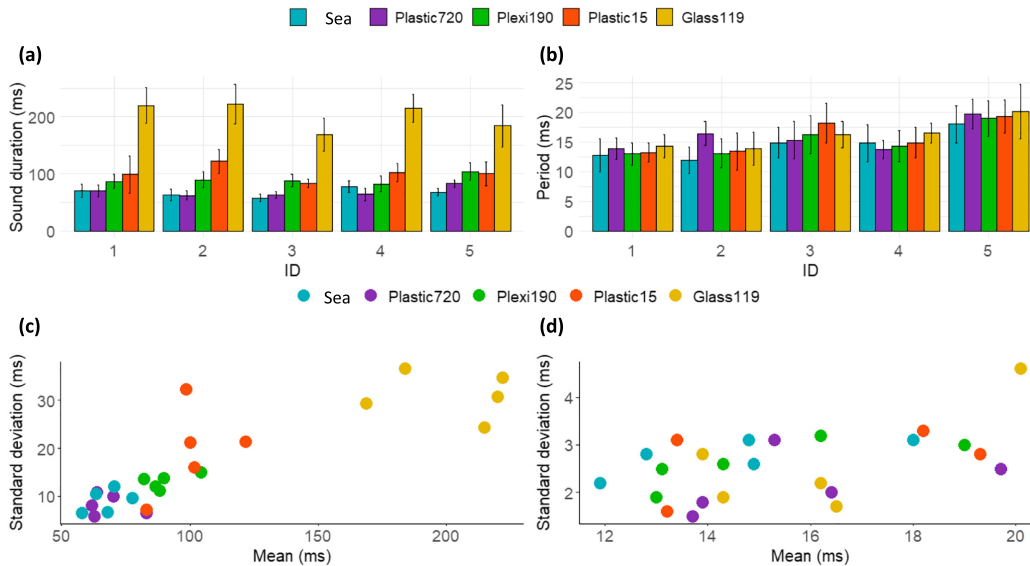 Sea Plastic720 Plexi190 Plastic15 Glass119
(a)
Sound duration (ms)
200
100
0
1 2 3 4 5
ID
(b)
Period (ms)
25
20
15
10
5
0
1 2 3 4 5
ID
Sea Plastic720 Plexi190 Plastic15 Glass119
(c)
Standard deviation (ms)
30
20
10
50 100 150 200
Mean (ms)
(d)
Standard deviation (ms)
4
3
2
12 14 16 18 20
Mean (ms)